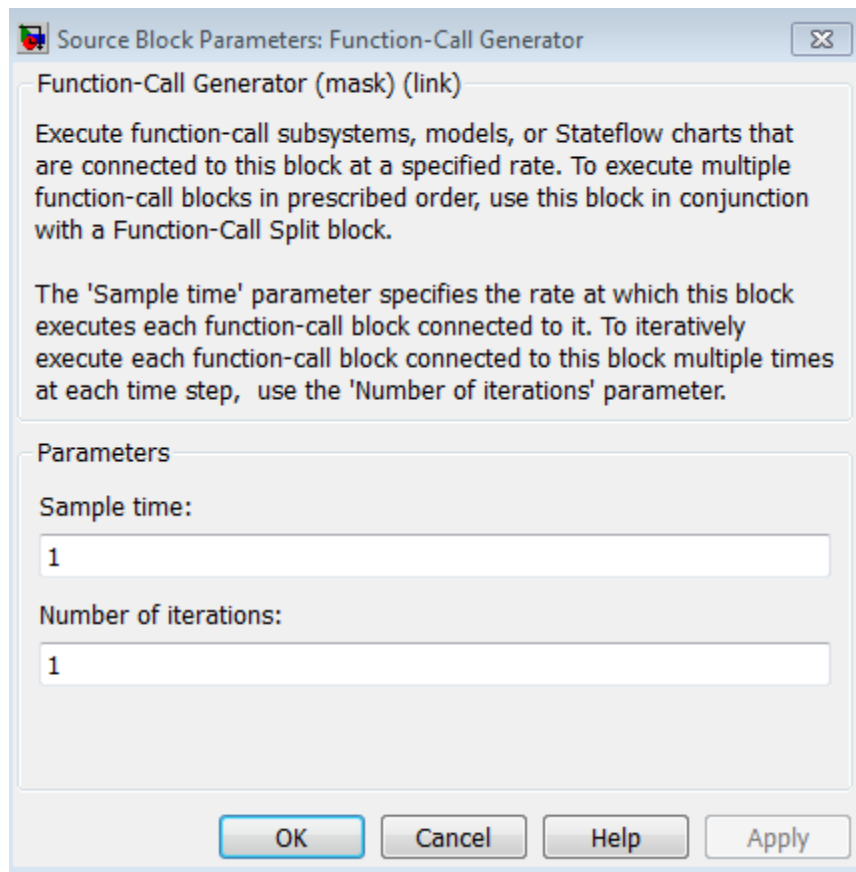 Source Block Parameters: Function-Call Generator
Function-Call Generator (mask) (link)
Execute function-call subsystems, models, or Stateflow charts that
are connected to this block at a specified rate. To execute multiple
function-call blocks in prescribed order, use this block in conjunction
with a Function-Call Split block.
The 'Sample time' parameter specifies the rate at which this block
executes each function-call block connected to it. To iteratively
execute each function-call block connected to this block multiple times
at each time step,  use the 'Number of iterations' parameter.
Parameters
Sample time:
1
Number of iterations:
1
OK Cancel Help Apply